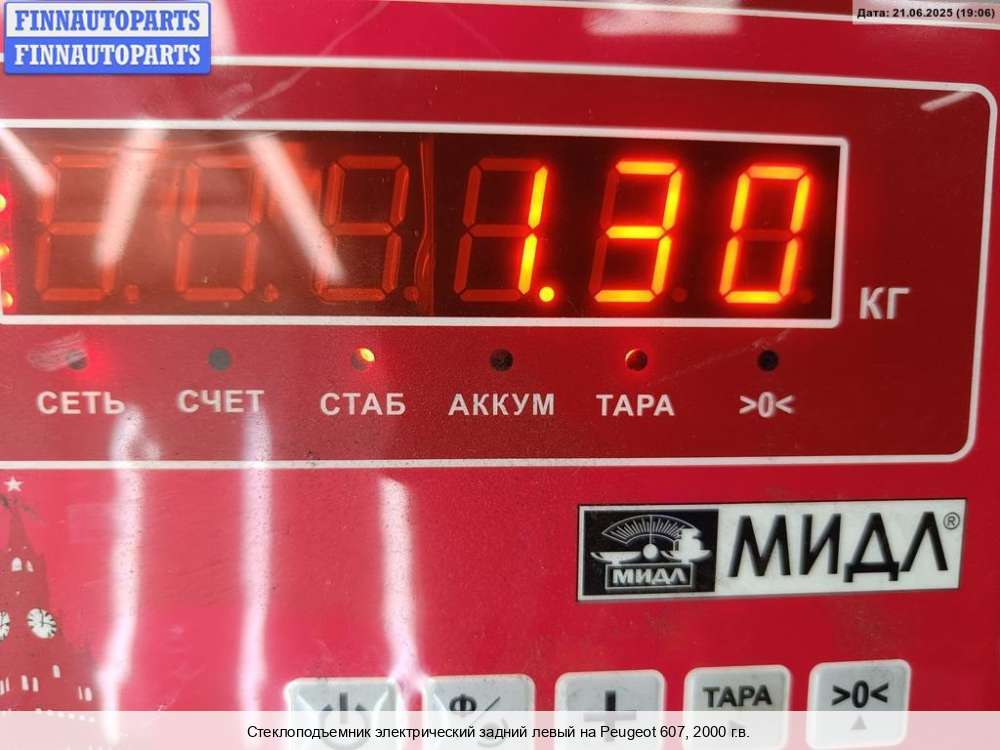 FINNAUTOPARTS
FINNAUTOPARTS
Дата: 21.06.2025 (19:06)
1.30
КГ
СЕТЬ СЧЕТ СТАБ АККУМ ТАРА >0<
МИДЛ МИДЛ®
Ф/ + ТАРА >0<
Стеклоподъемник электрический задний левый на Peugeot 607, 2000 г.в.